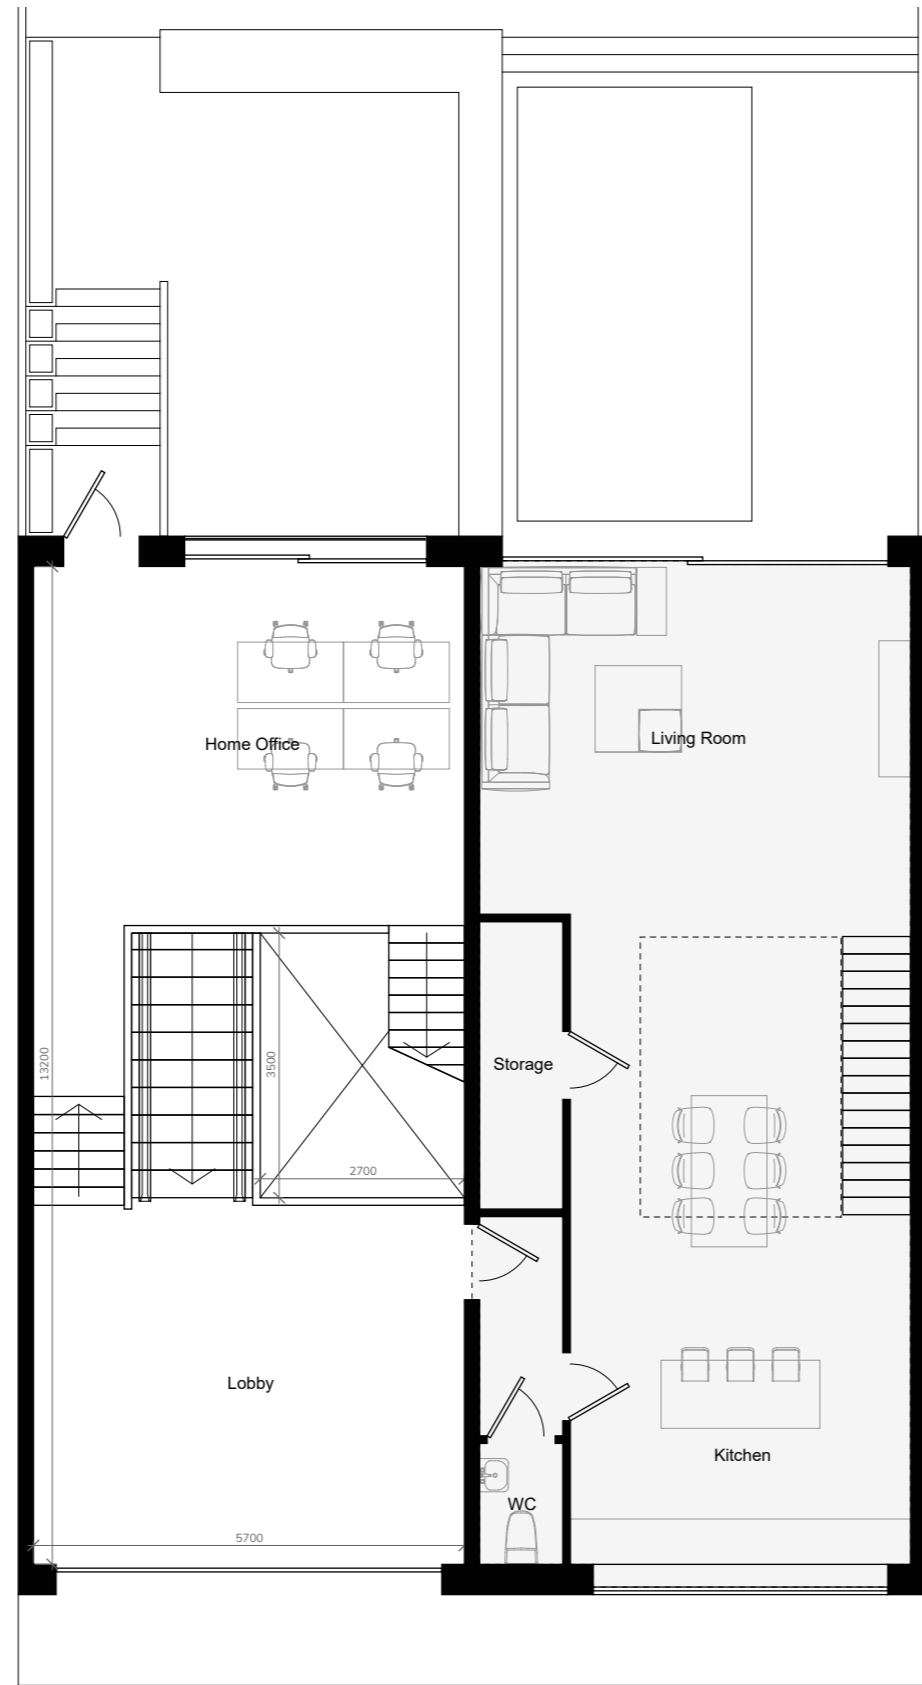 Home Office
Living Room
13200
3500
Storage
2700
Lobby
Kitchen
WC
5700